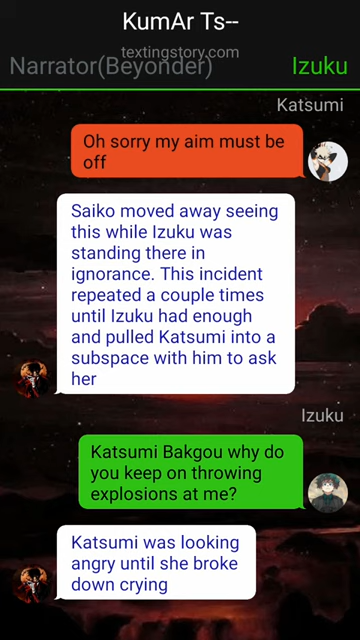 KumAr Ts--
textingstory.com
Narrator(Beyonder)
Izuku
Katsumi
Oh sorry my aim must be
off
Saiko moved away seeing
this while Izuku was
standing there in
ignorance. This incident
repeated a couple times
until Izuku had enough
and pulled Katsumi into a
subspace with him to ask
her
Izuku
Katsumi Bakgou why do
you keep on throwing
explosions at me?
Katsumi was looking
angry until she broke
down crying